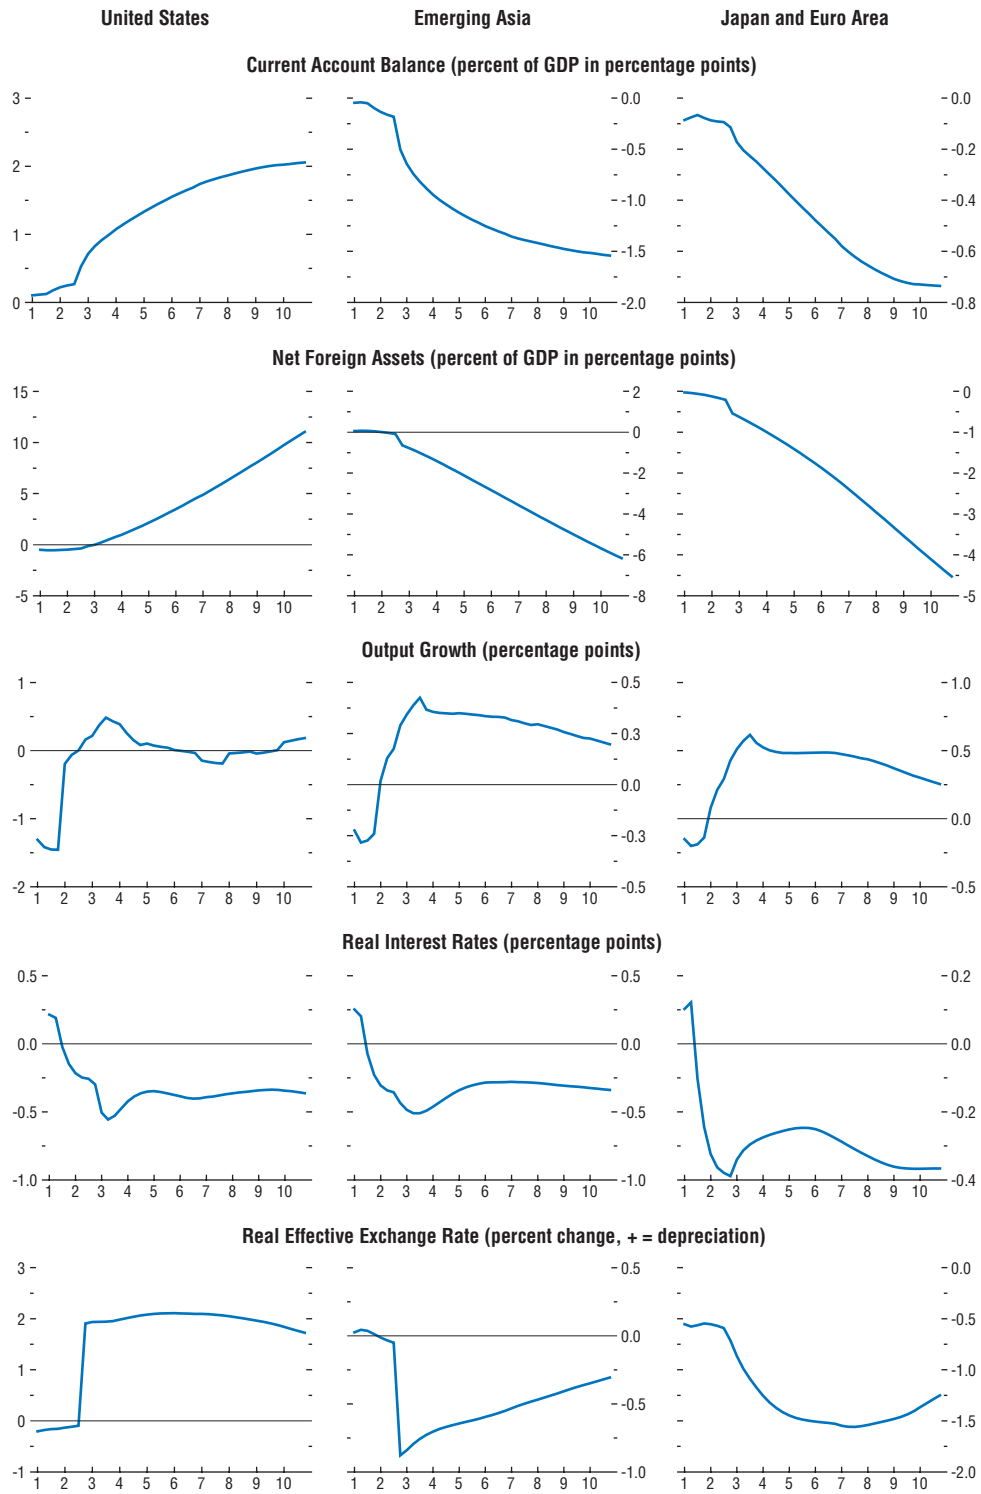 United States Emerging Asia Japan and Euro Area
Current Account Balance (percent of GDP in percentage points)
3 0.0 0.0
-0.5 -0.2
2
-1.0 -0.4
1
-1.5 -0.6
0 -2.0 -0.8
1 2 3 4 5 6 7 8 9 10 1 2 3 4 5 6 7 8 9 10 1 2 3 4 5 6 7 8 9 10
Net Foreign Assets (percent of GDP in percentage points)
15 2 0
0 -1
10
-2 -2
5
-4 -3
0 -6 -4
-5 -8 -5
1 2 3 4 5 6 7 8 9 10 1 2 3 4 5 6 7 8 9 10 1 2 3 4 5 6 7 8 9 10
Output Growth (percentage points)
1 0.5 1.0
0.3
0 0.5
0.0
-1 0.0
-0.3
-2 -0.5 -0.5
1 2 3 4 5 6 7 8 9 10 1 2 3 4 5 6 7 8 9 10 1 2 3 4 5 6 7 8 9 10
Real Interest Rates (percentage points)
0.5 0.5 0.2
0.0 0.0 0.0
-0.5 -0.5 -0.2
-1.0 -1.0 -0.4
1 2 3 4 5 6 7 8 9 10 1 2 3 4 5 6 7 8 9 10 1 2 3 4 5 6 7 8 9 10
Real Effective Exchange Rate (percent change, + = depreciation)
3 0.5 0.0
2 0.0 -0.5
1 -1.0
0 -0.5 -1.5
-1 -1.0 -2.0
1 2 3 4 5 6 7 8 9 10 1 2 3 4 5 6 7 8 9 10 1 2 3 4 5 6 7 8 9 10